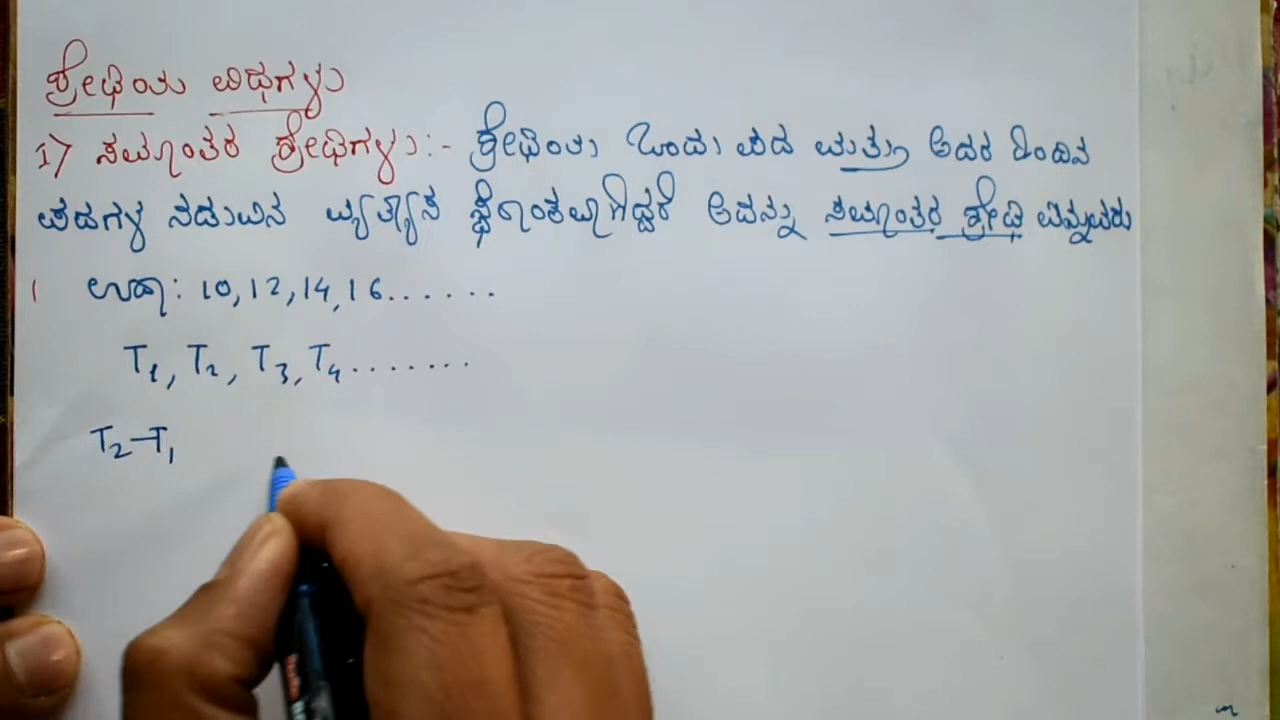 ಶ್ರೇಢಿಯ ವಿಧಗಳು
1) ಸಮಾಂತರ ಶ್ರೇಢಿಗಳು:- ಶ್ರೇಢಿಯ ಒಂದು ಪದ ಮತ್ತು ಅದರ ಹಿಂದಿನ
ಪದಗಳ ನಡುವಿನ ವ್ಯತ್ಯಾಸ ಸ್ಥಿರಾಂಕವಾಗಿದ್ದರೆ ಅದನ್ನು ಸಮಾಂತರ ಶ್ರೇಢಿ ಎನ್ನುವರು
ಉದಾ: 10, 12, 14, 16......
T₁, T₂, T₃, T₄.......
T₂-T₁